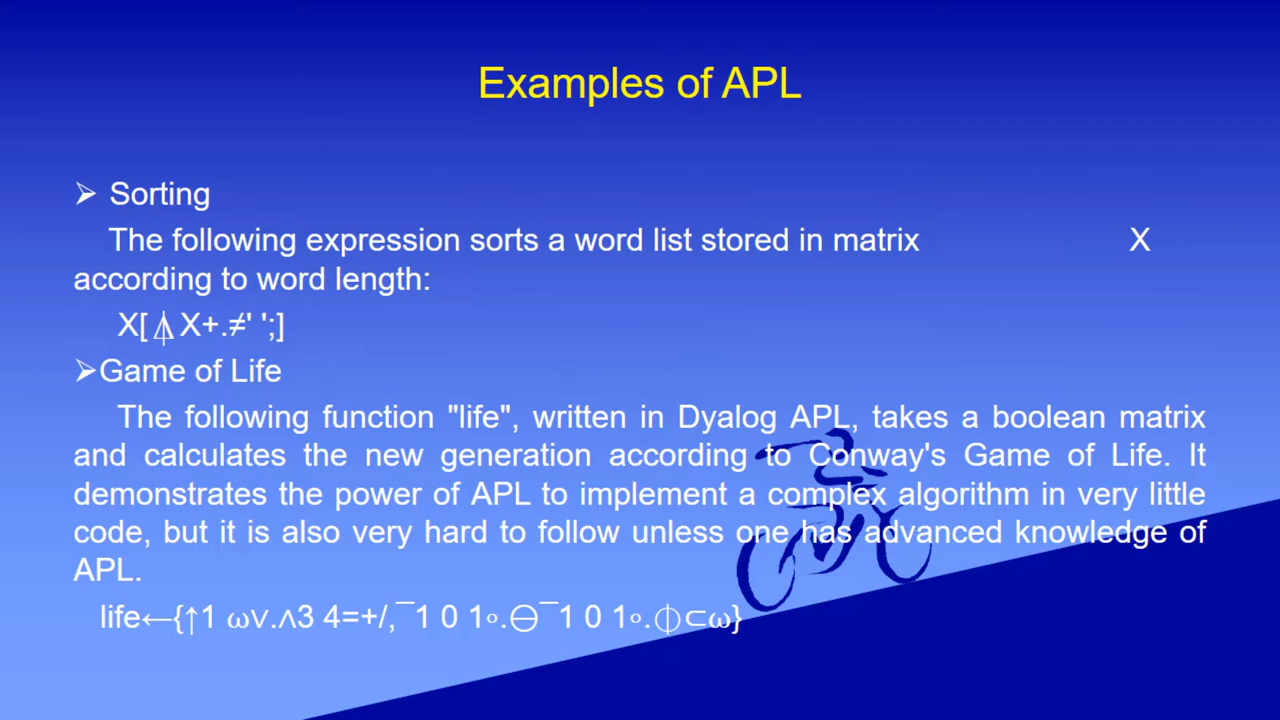 Examples of APL
➢ Sorting
The following expression sorts a word list stored in matrix X
according to word length:
X[⍋X+.≠' ';]
➢Game of Life
The following function "life", written in Dyalog APL, takes a boolean matrix
and calculates the new generation according to Conway's Game of Life. It
demonstrates the power of APL to implement a complex algorithm in very little
code, but it is also very hard to follow unless one has advanced knowledge of
APL.
life←{↑1 ⍵∨.∧3 4=+/,¯1 0 1∘.⊖¯1 0 1∘.⌽⊂⍵}